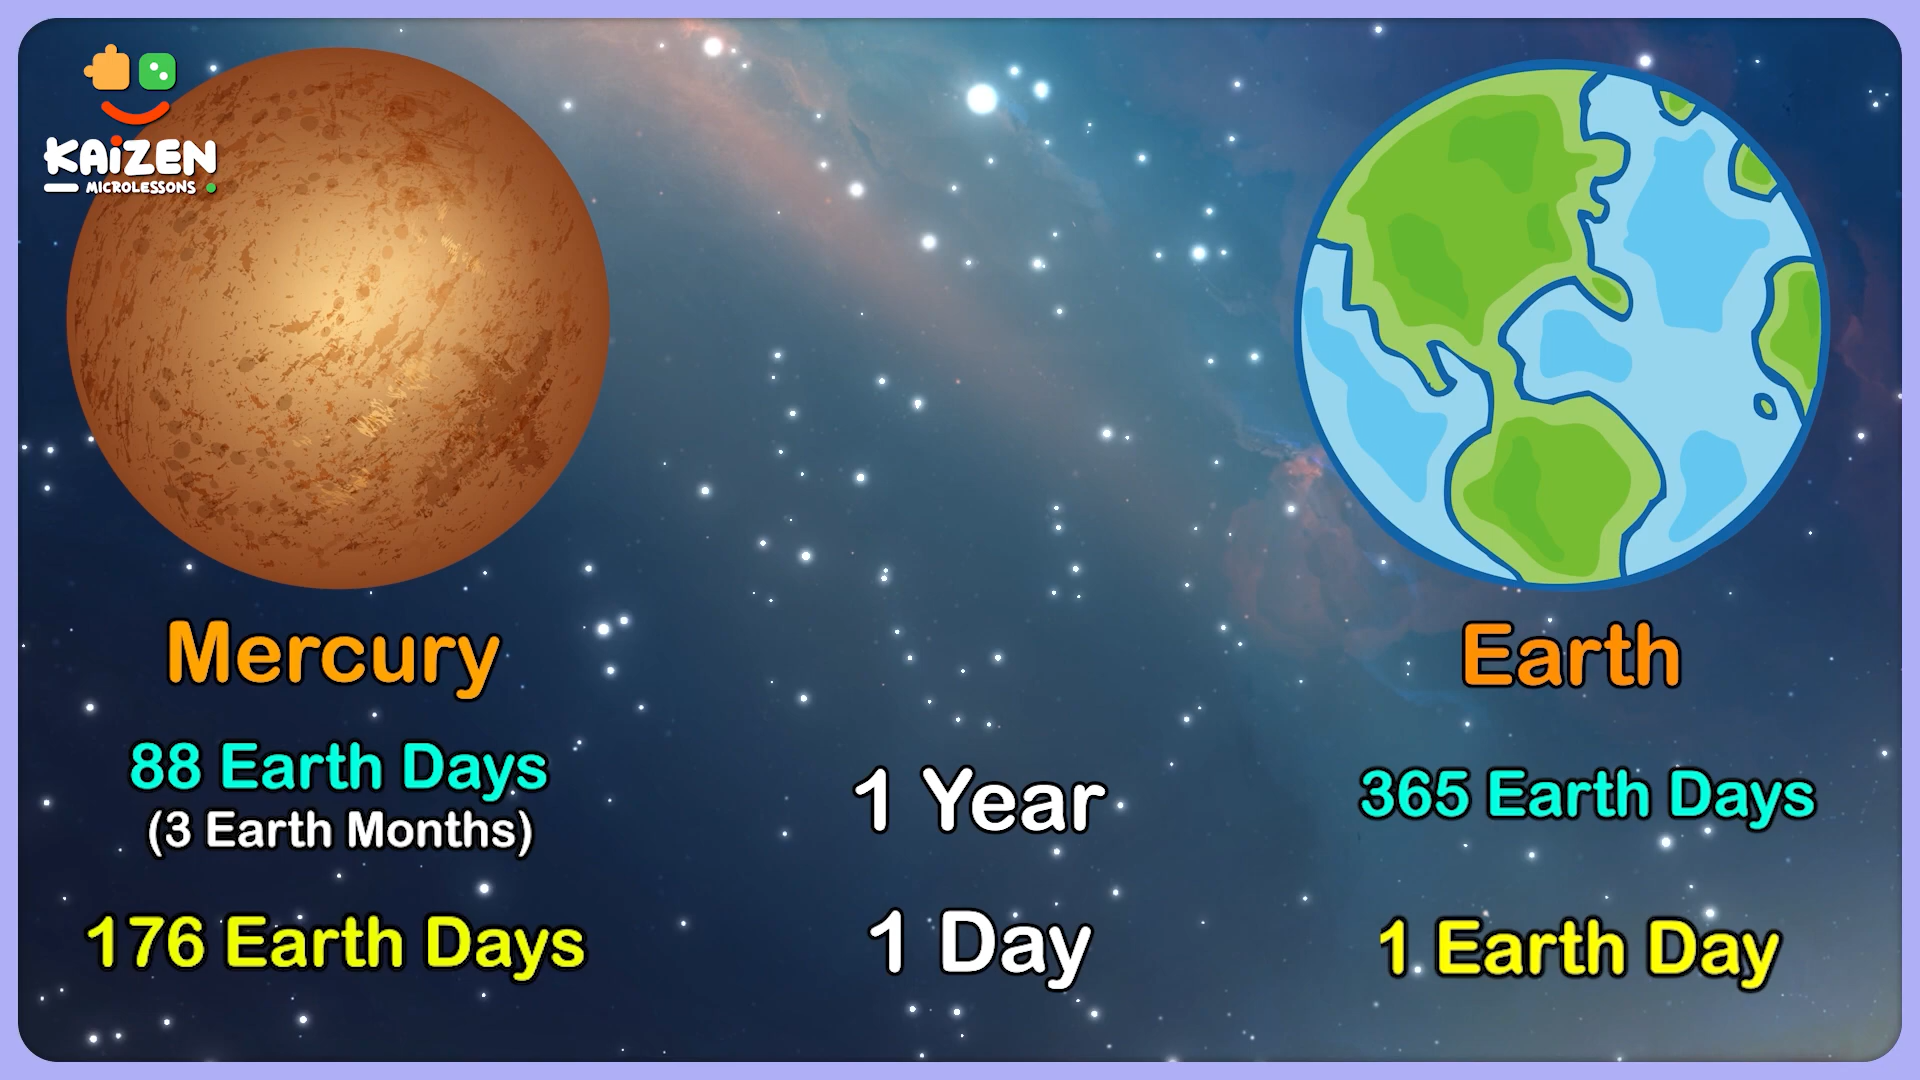 KAiZEN
MICROLESSONS
Mercury
Earth
88 Earth Days
(3 Earth Months)
1 Year
365 Earth Days
176 Earth Days
1 Day
1 Earth Day